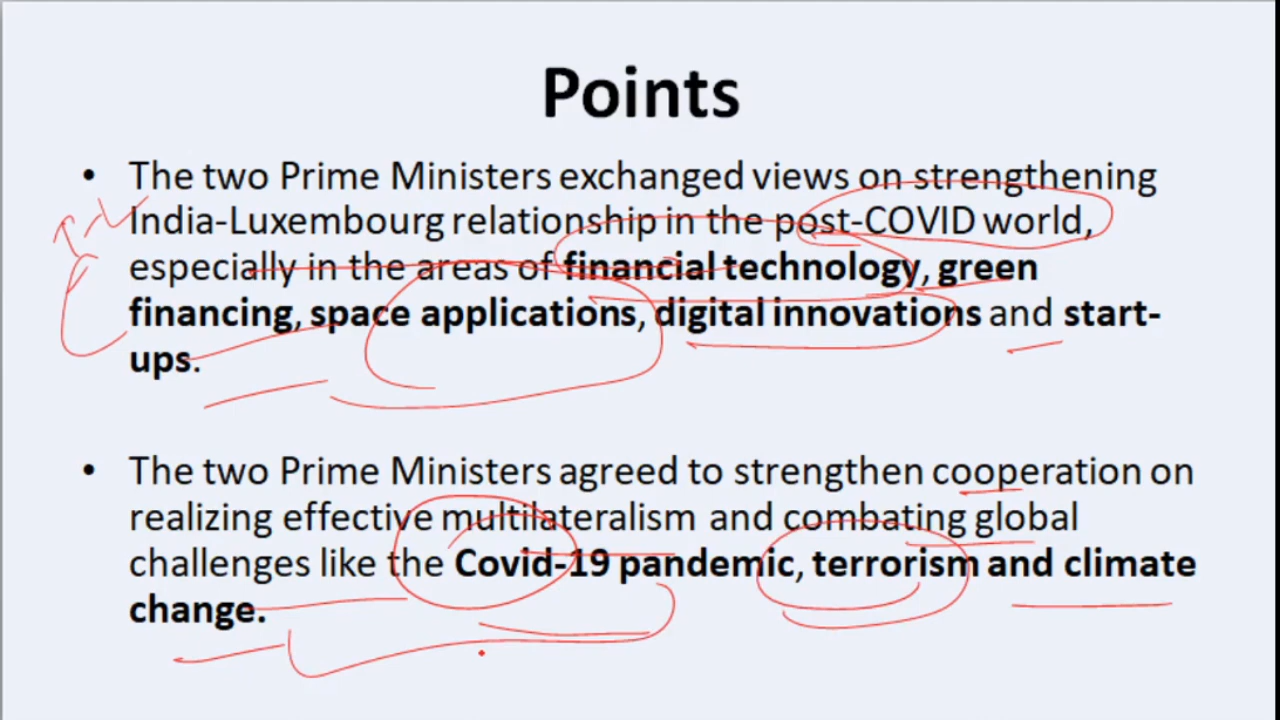 Points
• The two Prime Ministers exchanged views on strengthening
India-Luxembourg relationship in the post-COVID world,
especially in the areas of financial technology, green
financing, space applications, digital innovations and start-
ups.
• The two Prime Ministers agreed to strengthen cooperation on
realizing effective multilateralism and combating global
challenges like the Covid-19 pandemic, terrorism and climate
change.